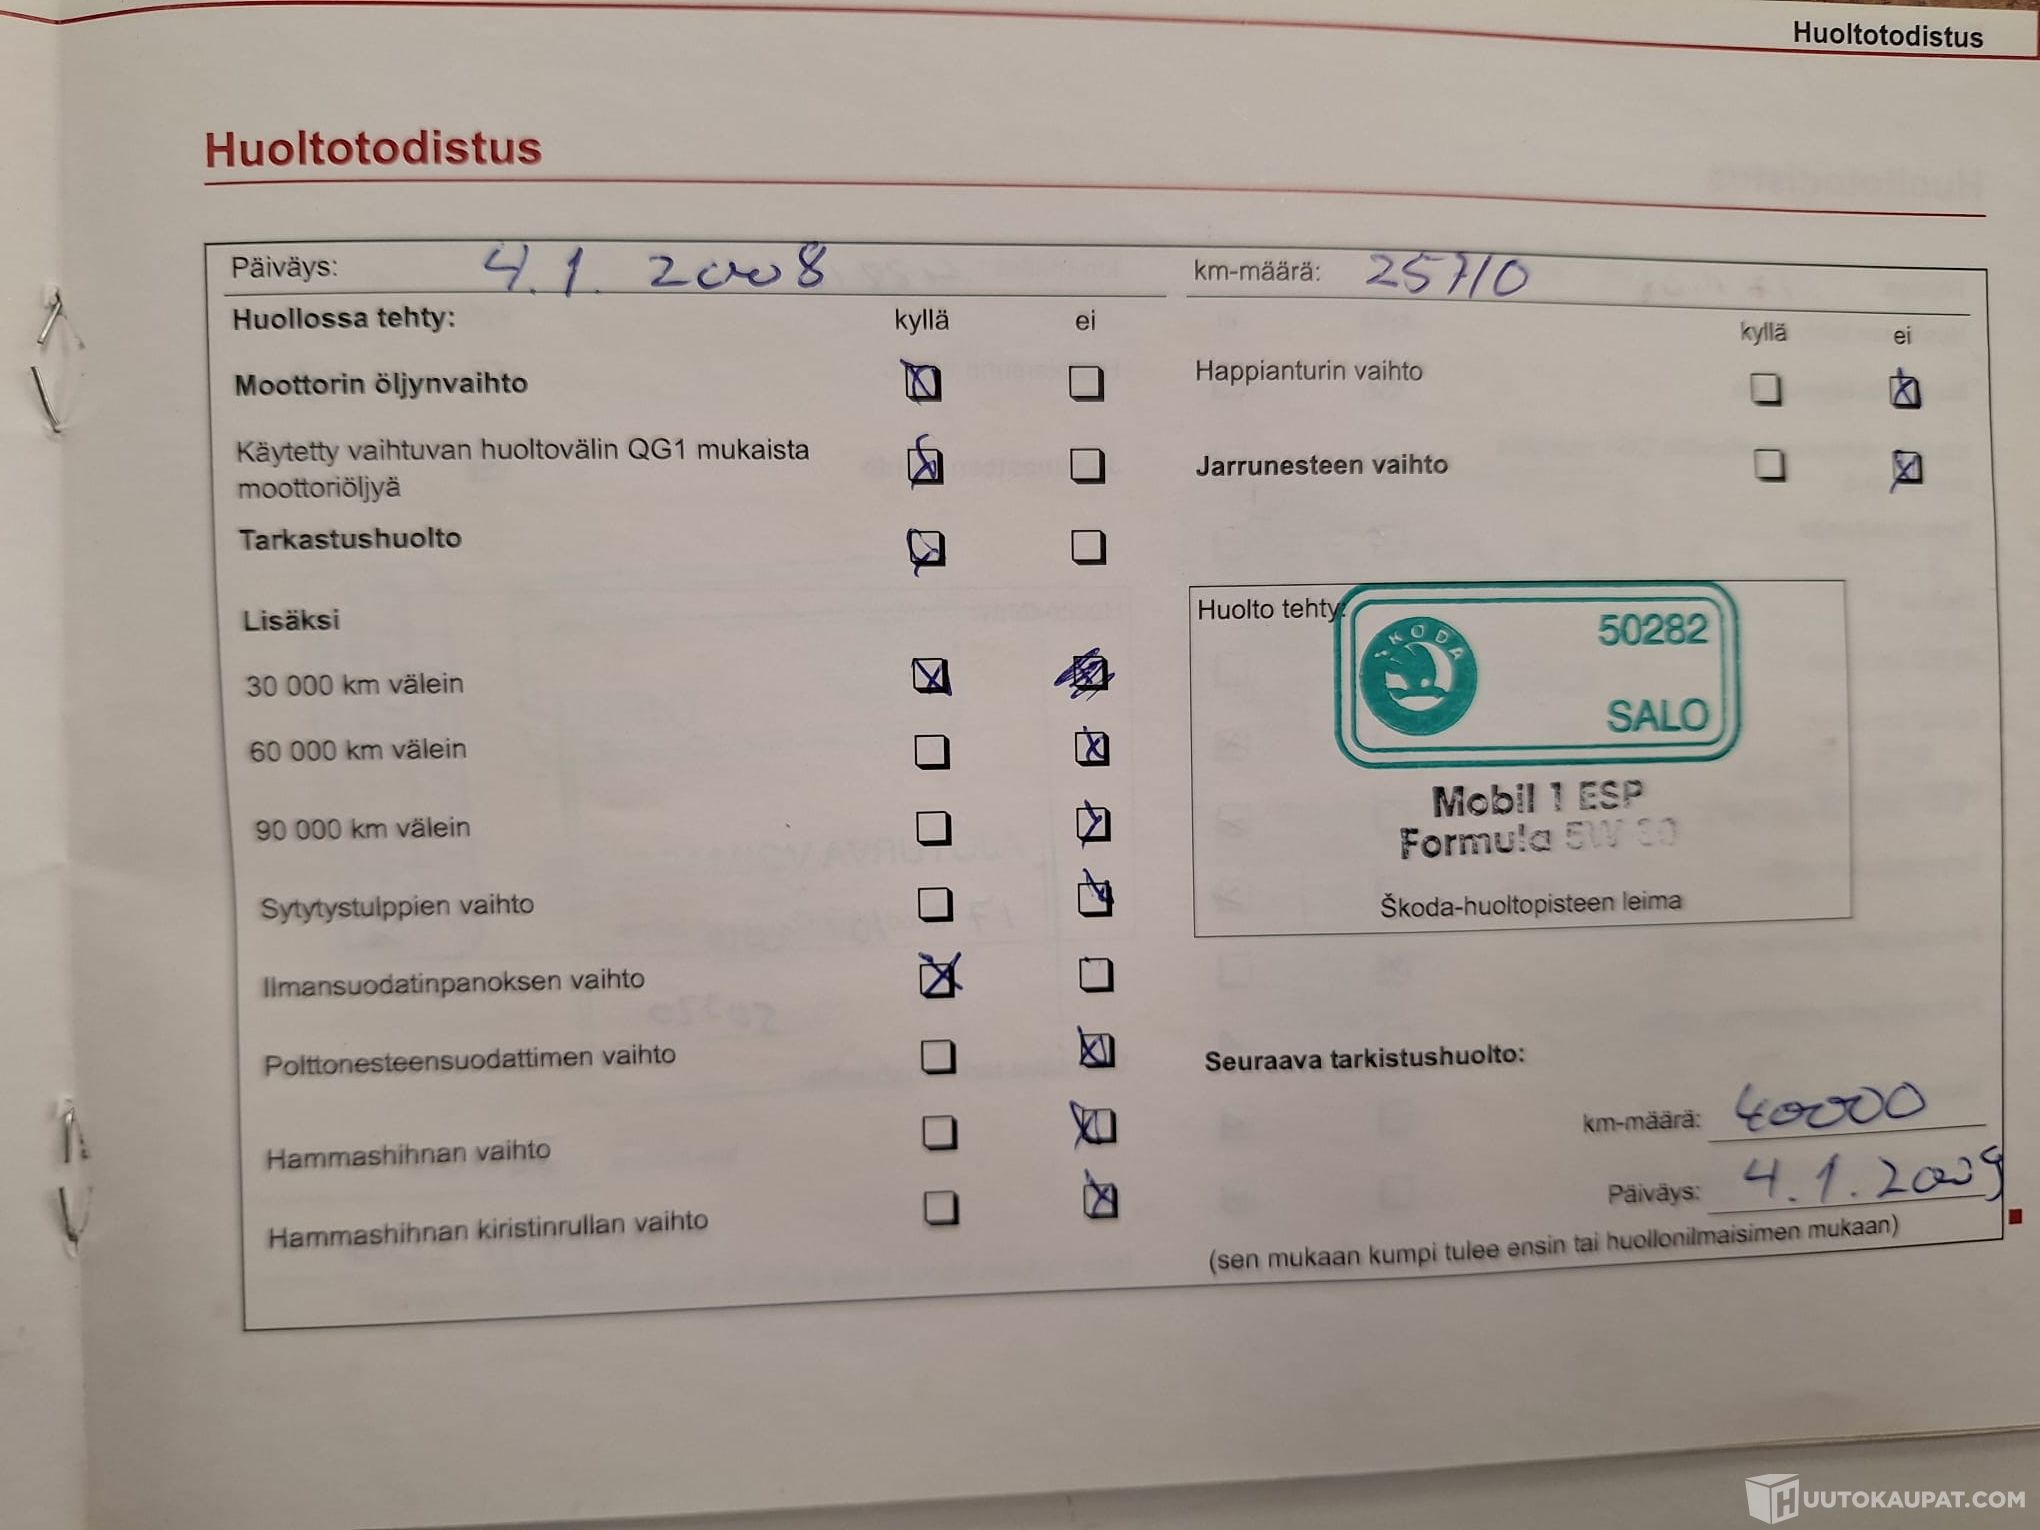 Huoltotodistus
Huoltotodistus
Päiväys: 4.1.2008
km-määrä: 25710
Huollossa tehty: kyllä ei
Moottorin öljynvaihto
Käytetty vaihtuvan huoltovälin QG1 mukaista
moottoriöljyä
Tarkastushuolto
Lisäksi
30 000 km välein
60 000 km välein
90 000 km välein
Sytytystulppien vaihto
Ilmansuodatinpanoksen vaihto
Polttonesteensuodattimen vaihto
Hammashihnan vaihto
Hammashihnan kiristinrullan vaihto
kyllä ei
Happianturin vaihto
Jarrunesteen vaihto
Huolto tehty:
ŠKODA
50282
SALO
Mobil 1 ESP
Formula 5W 30
Škoda-huoltopisteen leima
Seuraava tarkistushuolto:
km-määrä: 40000
Päiväys: 4.1.2009
(sen mukaan kumpi tulee ensin tai huollonilmaisimen mukaan)
HUUTOKAUPAT.COM